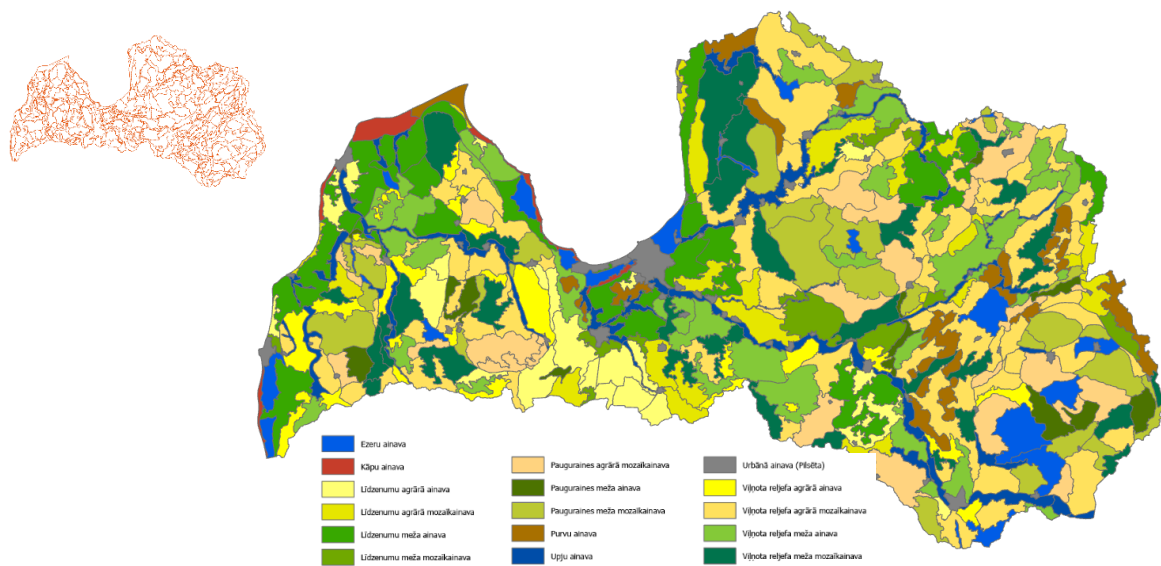 Ezeru ainava
Kāpu ainava
Līdzenumu agrārā ainava
Līdzenumu agrārā mozaīkainava
Līdzenumu meža ainava
Līdzenumu meža mozaīkainava
Pauguraines agrārā mozaīkainava
Pauguraines meža ainava
Pauguraines meža mozaīkainava
Purvu ainava
Upju ainava
Urbānā ainava (Pilsēta)
Viļņota reljefa agrārā ainava
Viļņota reljefa agrārā mozaīkainava
Viļņota reljefa meža ainava
Viļņota reljefa meža mozaīkainava